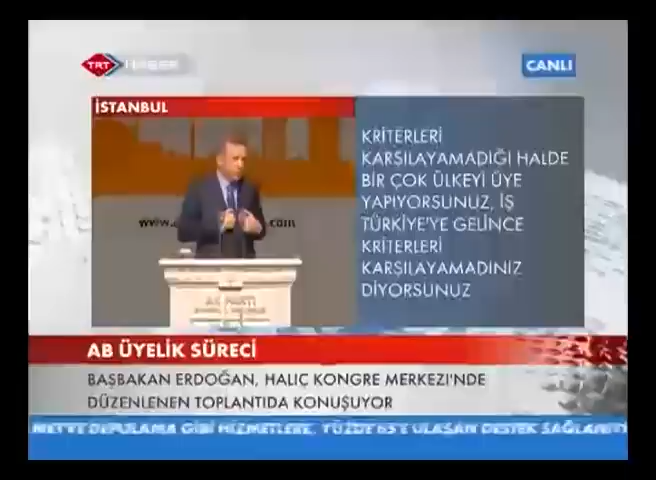 TRT HABER
CANLI
İSTANBUL
KRİTERLERİ
KARŞILAYAMADIĞI HALDE
BİR ÇOK ÜLKEYİ ÜYE
YAPIYORSUNUZ, İŞ
TÜRKİYE'YE GELİNCE
KRİTERLERİ
KARŞILAYAMADINIZ
DİYORSUNUZ
www. .com
AK PARTİ
AB ÜYELİK SÜRECİ
BAŞBAKAN ERDOĞAN, HALİÇ KONGRE MERKEZİ'NDE
DÜZENLENEN TOPLANTIDA KONUŞUYOR
DEPOLAMA GİBİ HİZMETLERE, YÜZDE 65'E ULAŞAN DESTEK